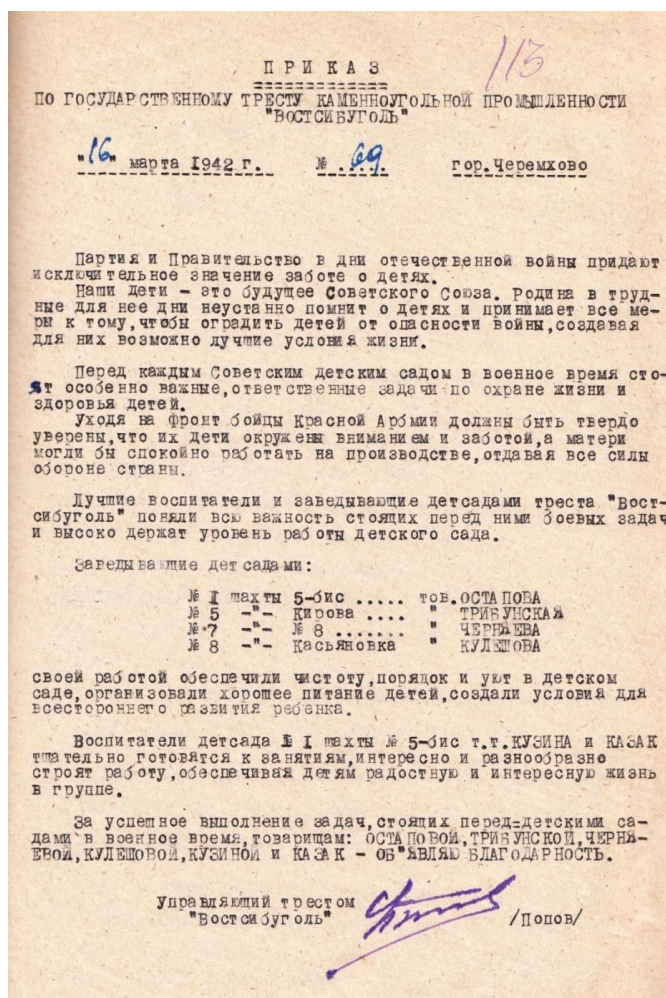 113
ПРИКАЗ
ПО ГОСУДАРСТВЕННОМУ ТРЕСТУ КАМЕННОУГОЛЬНОЙ ПРОМЫШЛЕННОСТИ
"ВОСТСИБУГОЛЬ"
"16" марта 1942 г. № 69 гор.Черемхово
Партия и Правительство в дни отечественной войны придают
исключительное значение заботе о детях.
Наши дети - это будущее Советского Союза. Родина в труд-
ные для нее дни неустанно помнит о детях и принимает все ме-
ры к тому,чтобы оградить детей от опасности войны,создавая
для них возможно лучшие условия жизни.
Перед каждым Советским детским садом в военное время сто-
ят особенно важные,ответственные задачи по охране жизни и
здоровья детей.
Уходя на фронт бойцы Красной Арбмии должны быть твердо
уверены,что их дети окружены вниманием и заботой,а матери
могли бы спокойно работать на производстве,отдавая все силы
обороне страны.
Лучшие воспитатели и заведывающие детсадами треста "Вост-
сибуголь" поняли всю важность стоящих перед ними боевых задач
и высоко держат уровень работы детского сада.
Заведывающие детсадами:
№ I шахты 5-бис ..... тов.ОСТАПОВА
№ 5 -"- Кирова .... " ТРИБУНСКАЯ
№ 7 -"- № 8 ....... " ЧЕРНЯЕВА
№ 8 -"- Касьяновка " КУЛЕШОВА
своей работой обеспечили чистоту,порядок и уют в детском
саде,организовали хорошее питание детей,создали условия для
всестороннего развития ребенка.
Воспитатели детсада № I шахты № 5-бис т.т.КУЗИНА и КАЗАК
тщательно готовятся к занятиям,интересно и разнообразно
строят работу,обеспечивая детям радостную и интересную жизнь
в группе.
За успешное выполнение задач,стоящих перед-детскими са-
дами в военное время,товарищам: ОСТАПОВОЙ,ТРИБУНСКОЙ,ЧЕРНЯ-
ЕВОЙ,КУЛЕШОВОЙ,КУЗИНОЙ и КАЗАК - ОБ"ЯВЛЯЮ БЛАГОДАРНОСТЬ.
Управляющий трестом
"Востсибуголь" /Попов/